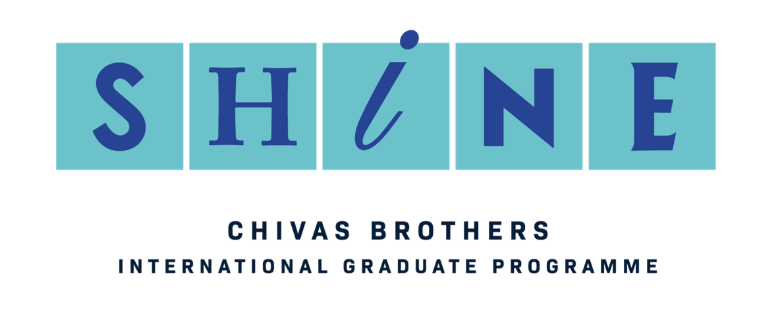 SHiNE
CHIVAS BROTHERS
INTERNATIONAL GRADUATE PROGRAMME